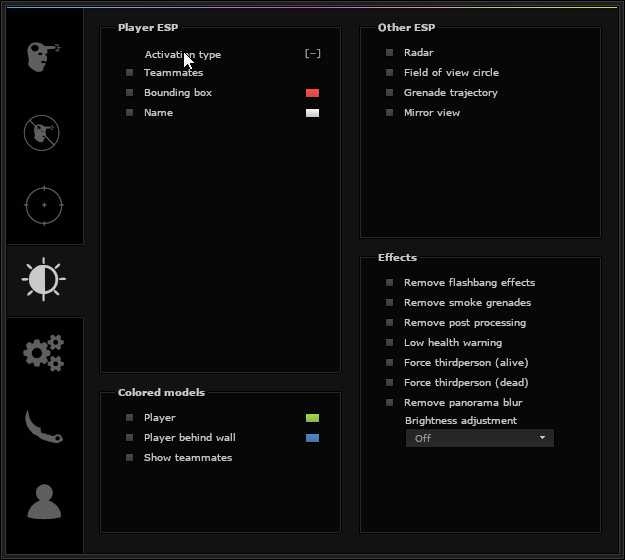 Player ESP
Activation type [-]
Teammates
Bounding box
Name
Colored models
Player
Player behind wall
Show teammates
Other ESP
Radar
Field of view circle
Grenade trajectory
Mirror view
Effects
Remove flashbang effects
Remove smoke grenades
Remove post processing
Low health warning
Force thirdperson (alive)
Force thirdperson (dead)
Remove panorama blur
Brightness adjustment
Off